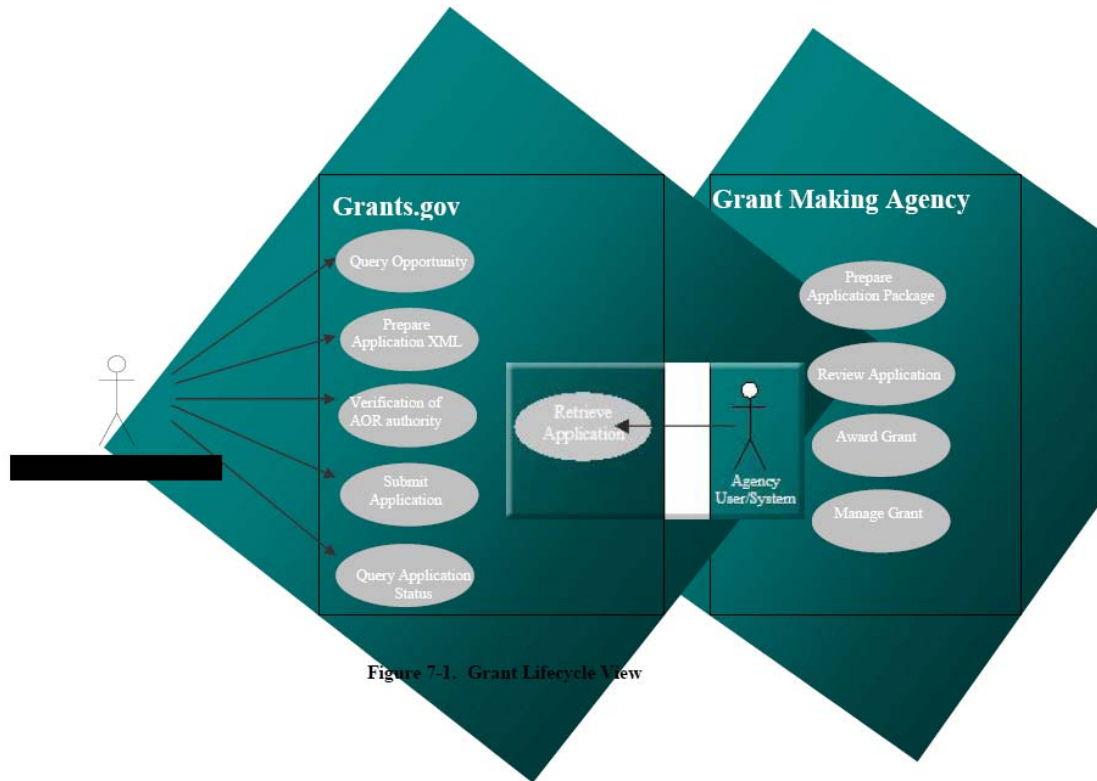 Grants.gov
Query Opportunity
Prepare
Application XML
Verification of
AOR authority
Submit
Application
Query Application
Status
Retrieve
Application
Agency
User/System
Grant Making Agency
Prepare
Application Package
Review Application
Award Grant
Manage Grant
Figure 7-1. Grant Lifecycle View